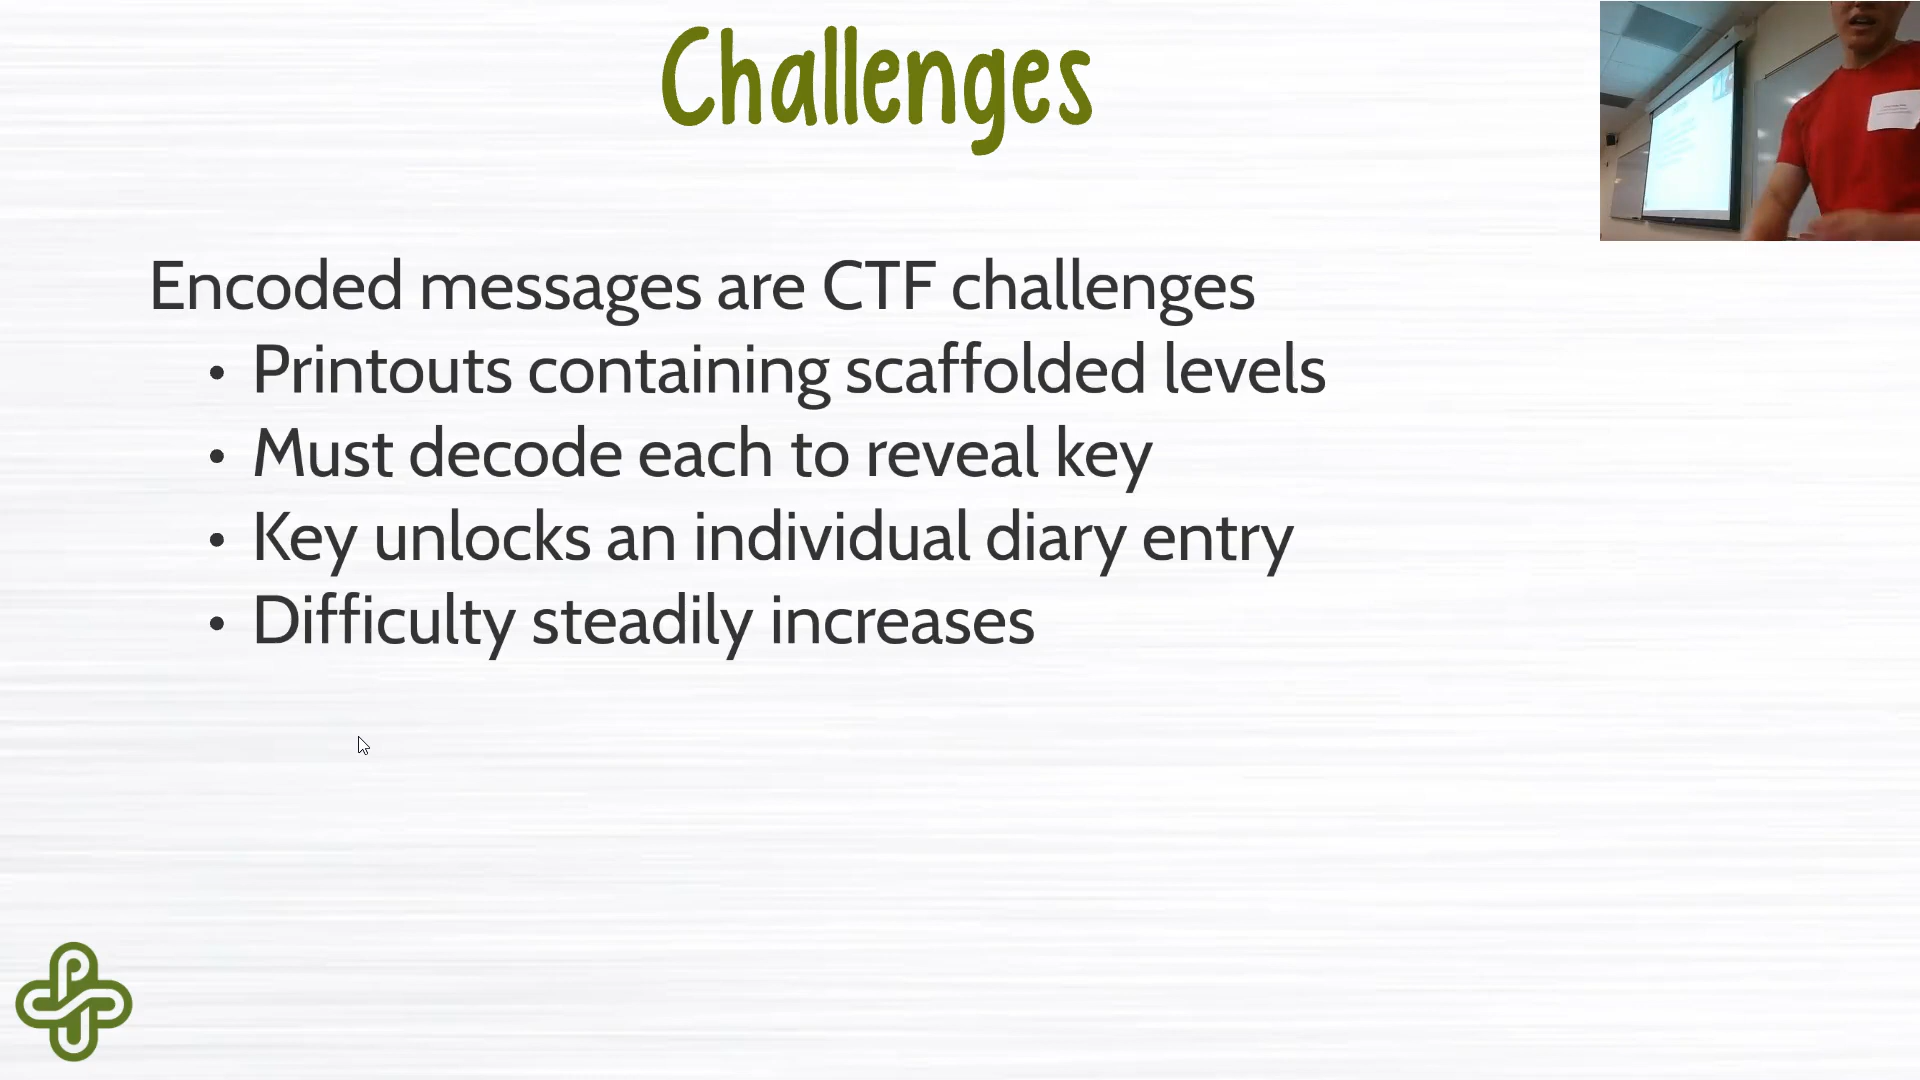 Challenges
Encoded messages are CTF challenges
• Printouts containing scaffolded levels
• Must decode each to reveal key
• Key unlocks an individual diary entry
• Difficulty steadily increases